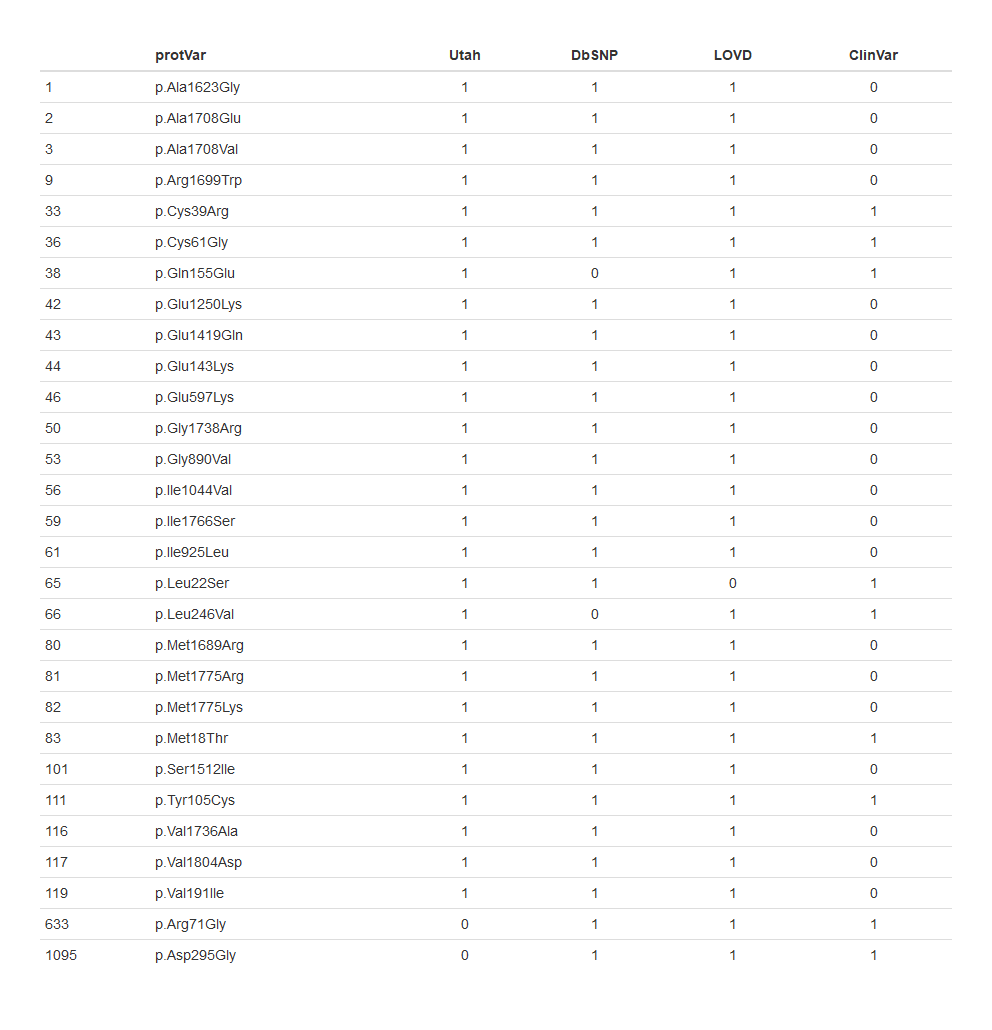 protVar Utah DbSNP LOVD ClinVar
1 p.Ala1623Gly 1 1 1 0
2 p.Ala1708Glu 1 1 1 0
3 p.Ala1708Val 1 1 1 0
9 p.Arg1699Trp 1 1 1 0
33 p.Cys39Arg 1 1 1 1
36 p.Cys61Gly 1 1 1 1
38 p.Gln155Glu 1 0 1 1
42 p.Glu1250Lys 1 1 1 0
43 p.Glu1419Gln 1 1 1 0
44 p.Glu143Lys 1 1 1 0
46 p.Glu597Lys 1 1 1 0
50 p.Gly1738Arg 1 1 1 0
53 p.Gly890Val 1 1 1 0
56 p.Ile1044Val 1 1 1 0
59 p.Ile1766Ser 1 1 1 0
61 p.Ile925Leu 1 1 1 0
65 p.Leu22Ser 1 1 0 1
66 p.Leu246Val 1 0 1 1
80 p.Met1689Arg 1 1 1 0
81 p.Met1775Arg 1 1 1 0
82 p.Met1775Lys 1 1 1 0
83 p.Met18Thr 1 1 1 1
101 p.Ser1512Ile 1 1 1 0
111 p.Tyr105Cys 1 1 1 1
116 p.Val1736Ala 1 1 1 0
117 p.Val1804Asp 1 1 1 0
119 p.Val191Ile 1 1 1 0
633 p.Arg71Gly 0 1 1 1
1095 p.Asp295Gly 0 1 1 1